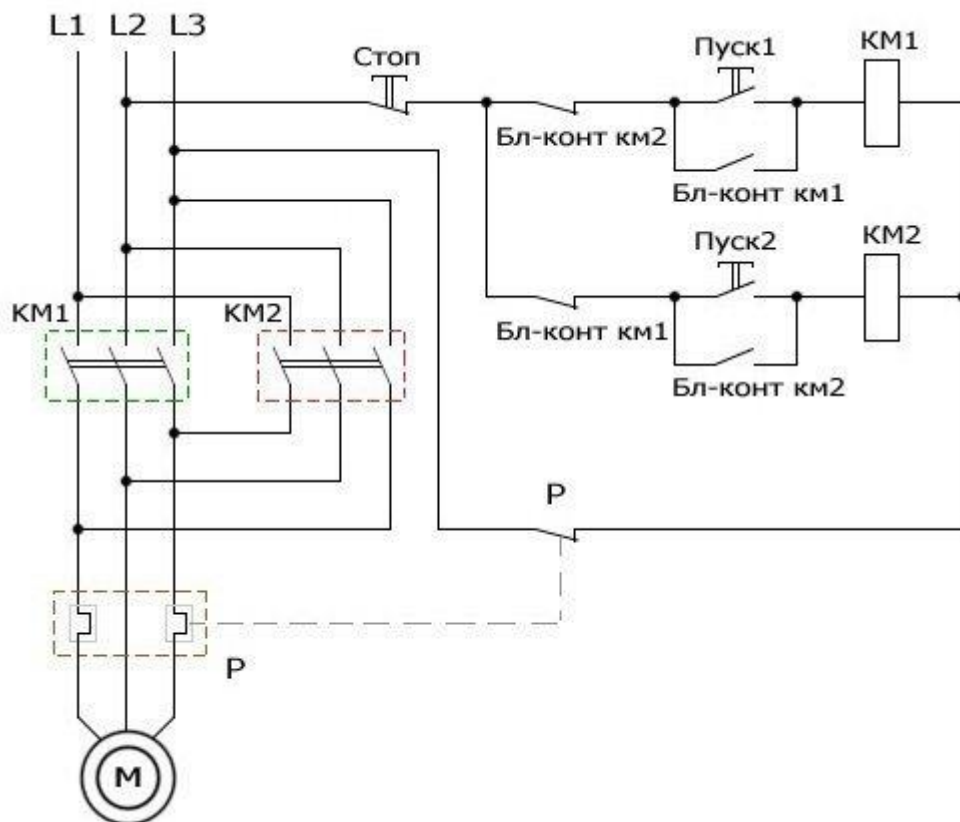 L1 L2 L3
Стоп
Пуск1
КМ1
Бл-конт км2
Бл-конт км1
Пуск2
КМ2
КМ1
КМ2
Бл-конт км1
Бл-конт км2
Р
Р
М